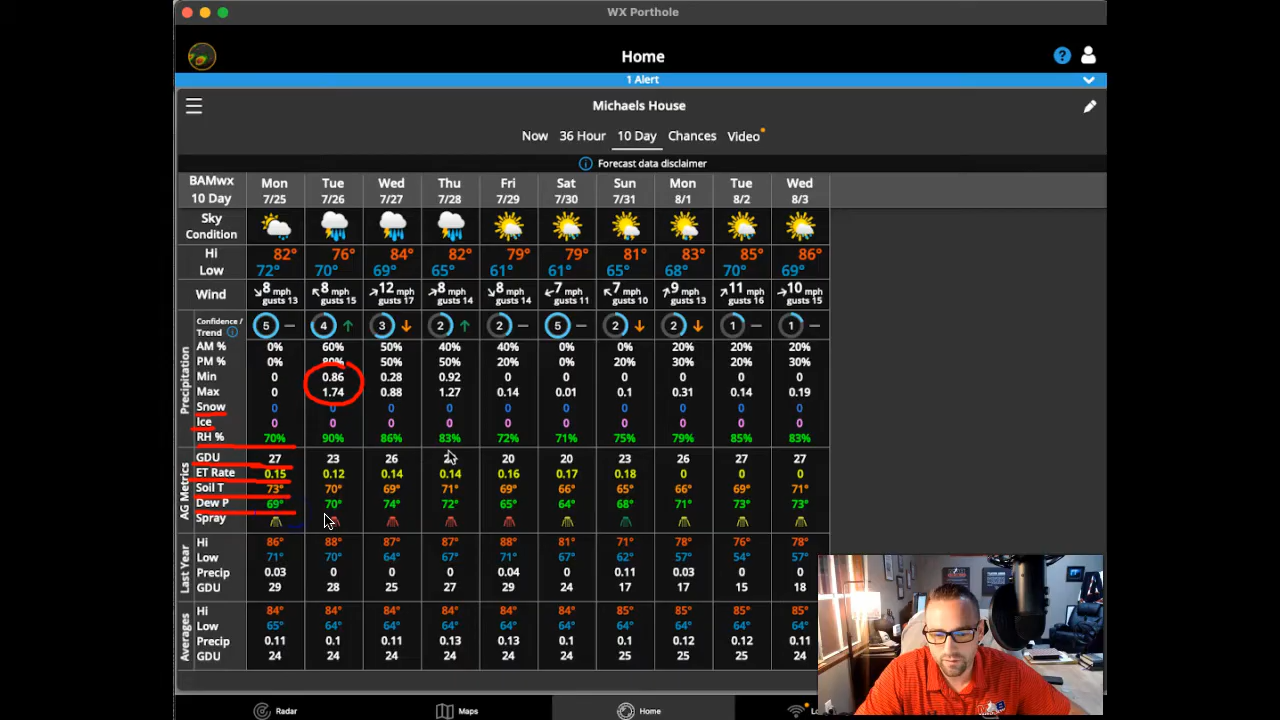 WX Porthole
Home
?
1 Alert
Michaels House
Now 36 Hour 10 Day Chances Video
Forecast data disclaimer
BAMwx 10 Day Mon 7/25 Tue 7/26 Wed 7/27 Thu 7/28 Fri 7/29 Sat 7/30 Sun 7/31 Mon 8/1 Tue 8/2 Wed 8/3
Sky Condition
Hi 82° 76° 84° 82° 79° 79° 81° 83° 85° 86°
Low 72° 70° 69° 65° 61° 61° 65° 68° 70° 69°
Wind 8 mph 8 mph 12 mph 8 mph 8 mph 7 mph 7 mph 9 mph 11 mph 10 mph
gusts 13 gusts 15 gusts 17 gusts 14 gusts 14 gusts 11 gusts 10 gusts 13 gusts 16 gusts 15
Precipitation
Confidence / Trend 5 4 3 2 2 5 2 2 1 1
AM % 0% 60% 50% 40% 40% 0% 0% 20% 20% 20%
PM % 0% 80% 50% 50% 20% 0% 20% 30% 20% 30%
Min 0 0.86 0.28 0.92 0 0 0 0 0 0
Max 0 1.74 0.88 1.27 0.14 0.01 0.1 0.31 0.14 0.19
Snow 0 0 0 0 0 0 0 0 0 0
Ice 0 0 0 0 0 0 0 0 0 0
RH % 70% 90% 86% 83% 72% 71% 75% 79% 85% 83%
AG Metrics
GDU 27 23 26 20 20 23 26 27 27
ET Rate 0.15 0.12 0.14 0.14 0.16 0.17 0.18 0 0 0
Soil T 73° 70° 69° 71° 69° 66° 65° 66° 69° 71°
Dew P 69° 70° 74° 72° 65° 64° 68° 71° 73° 73°
Spray
Last Year
Hi 86° 88° 87° 87° 88° 81° 71° 78° 76° 78°
Low 71° 70° 64° 67° 71° 67° 62° 57° 54° 57°
Precip 0.03 0 0 0 0.04 0 0.11 0.03 0 0
GDU 29 28 25 27 29 24 17 17 15 18
Averages
Hi 84° 84° 84° 84° 84° 84° 85° 85° 85° 85°
Low 65° 64° 64° 64° 64° 64° 64° 64° 64° 64°
Precip 0.11 0.1 0.11 0.13 0.13 0.1 0.1 0.12 0.12 0.11
GDU 24 24 24 24 24 24 25 25 25 24
Radar Maps Home